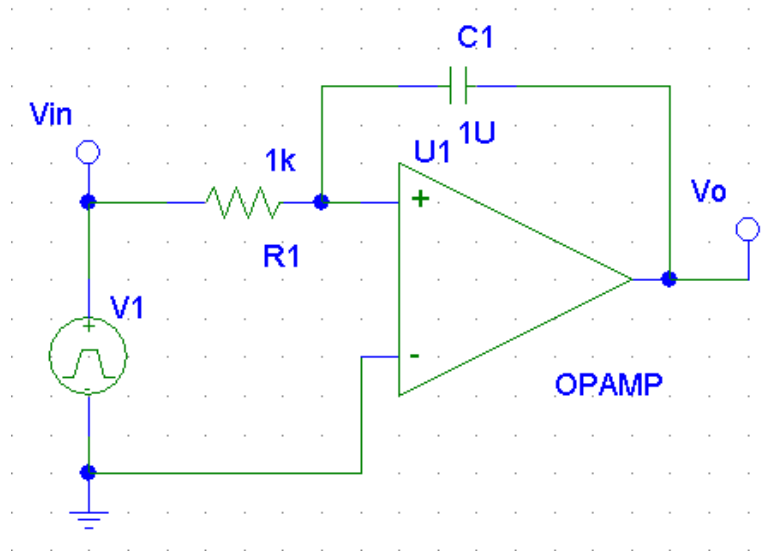 C1
Vin
1U
1k
U1
+
Vo
R1
V1
+
-
-
OPAMP